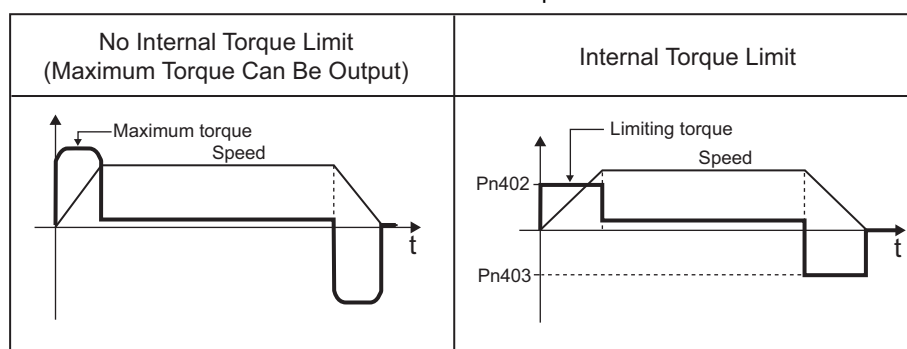 No Internal Torque Limit
(Maximum Torque Can Be Output)
Internal Torque Limit
Maximum torque
Speed
t
Limiting torque
Speed
Pn402
t
Pn403